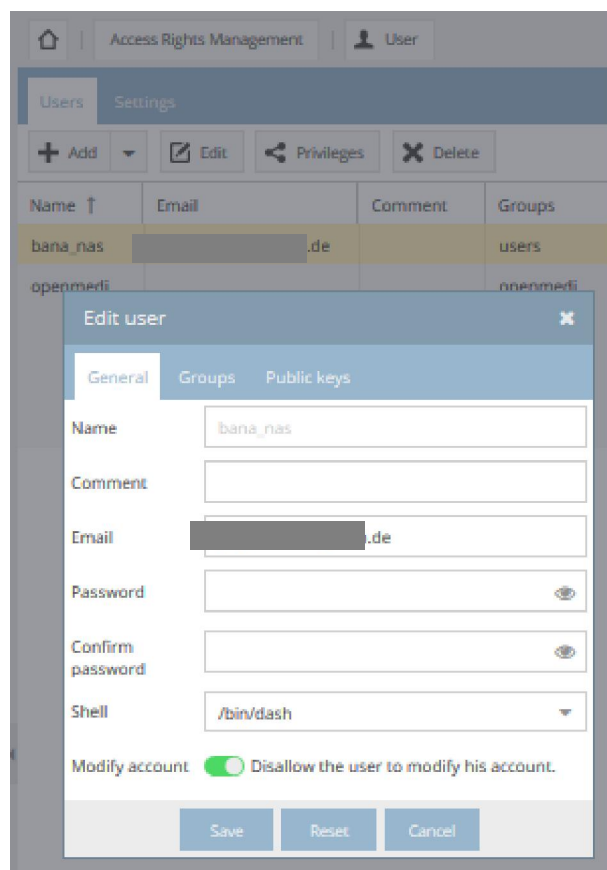 Access Rights Management | User
Users Settings
Add Edit Privileges Delete
Name ↑ Email Comment Groups
bana_nas .de users
openmedi openmedi
Edit user
General Groups Public keys
Name bana_nas
Comment
Email .de
Password
Confirm
password
Shell /bin/dash
Modify account Disallow the user to modify his account.
Save Reset Cancel